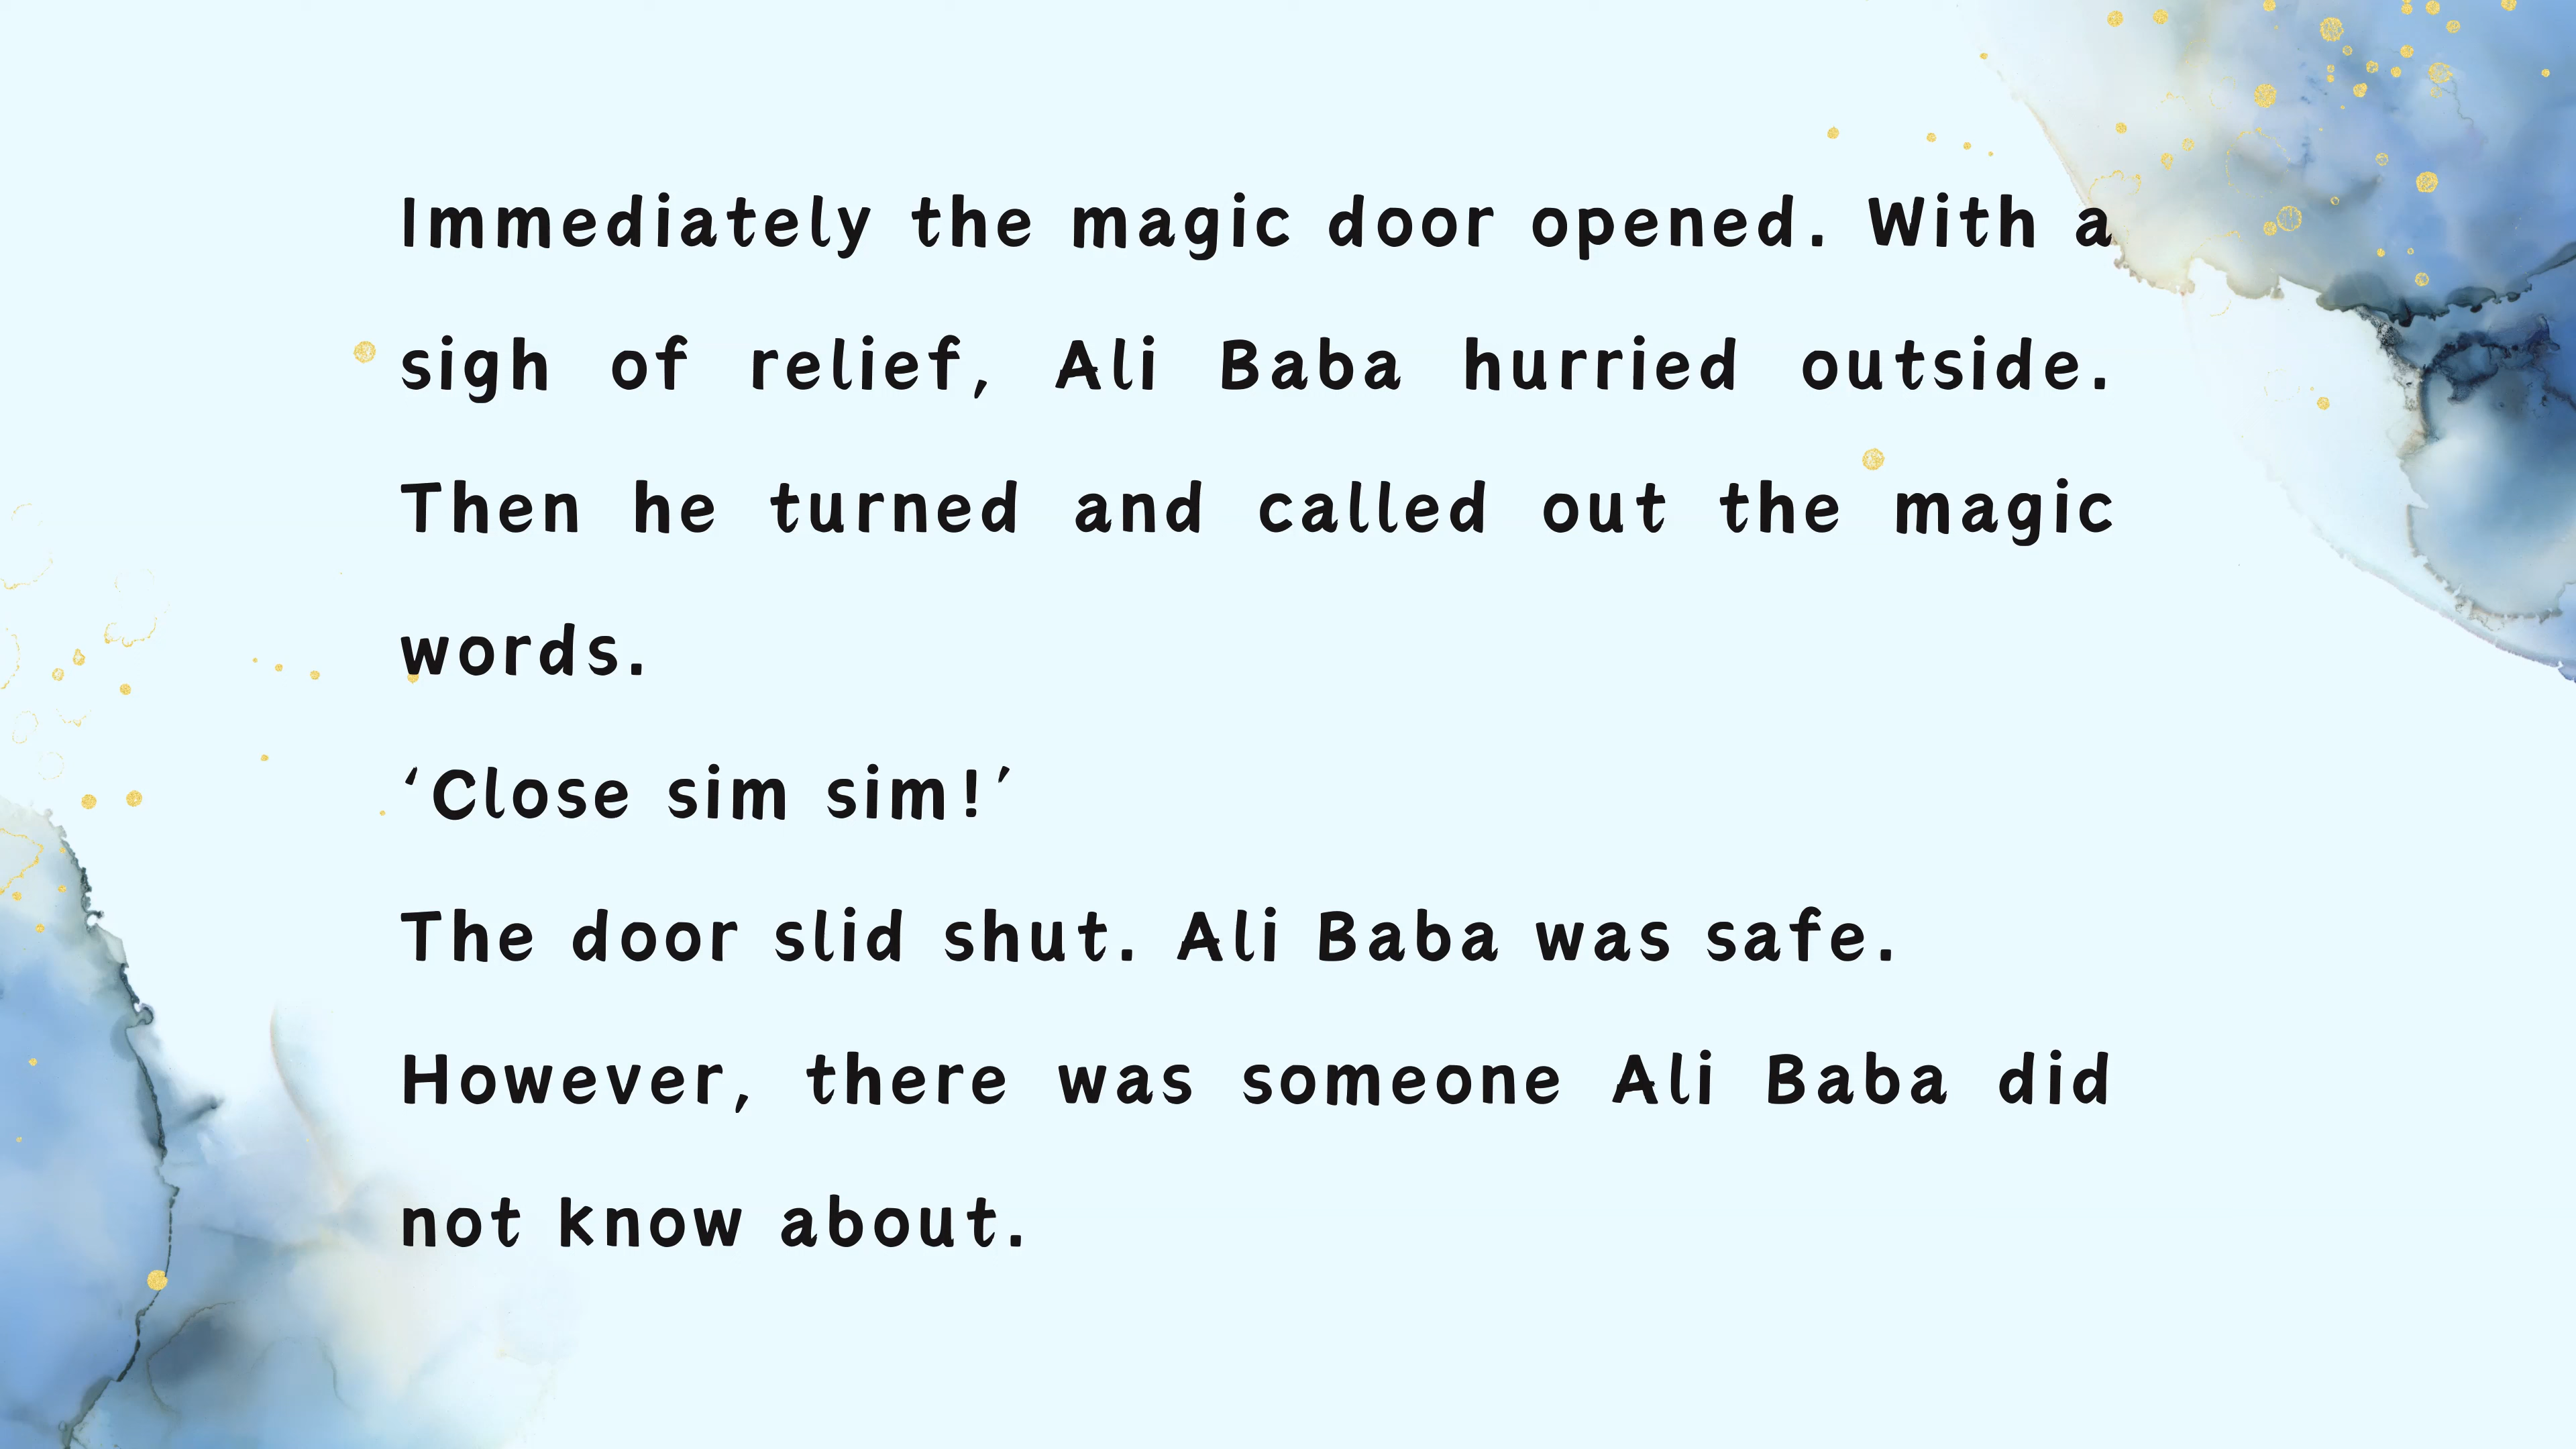 Immediately the magic door opened. With a
sigh of relief, Ali Baba hurried outside.
Then he turned and called out the magic
words.
‘Close sim sim!’
The door slid shut. Ali Baba was safe.
However, there was someone Ali Baba did
not know about.